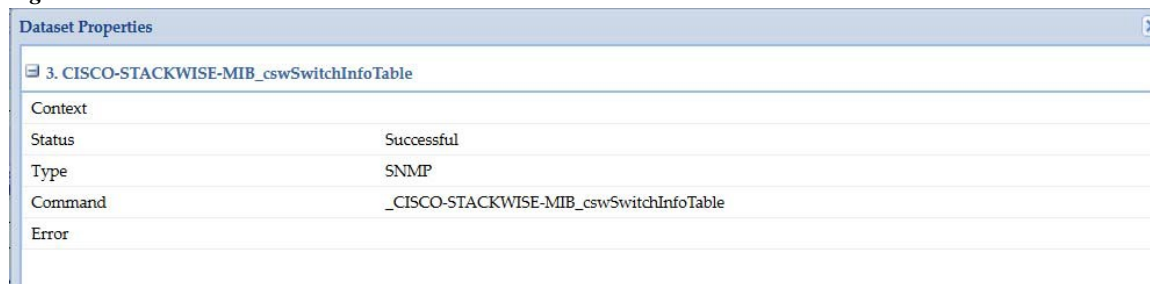 Dataset Properties
3. CISCO-STACKWISE-MIB_cswSwitchInfoTable
Context
Status Successful
Type SNMP
Command _CISCO-STACKWISE-MIB_cswSwitchInfoTable
Error